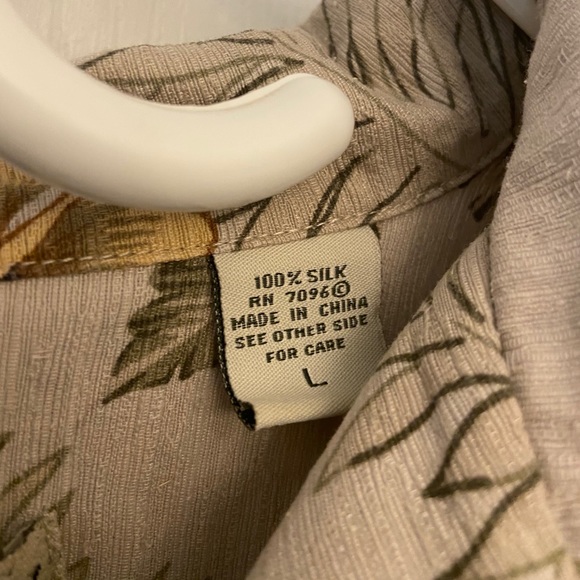 100% SILK
RN 7096©
MADE IN CHINA
SEE OTHER SIDE
FOR CARE
L